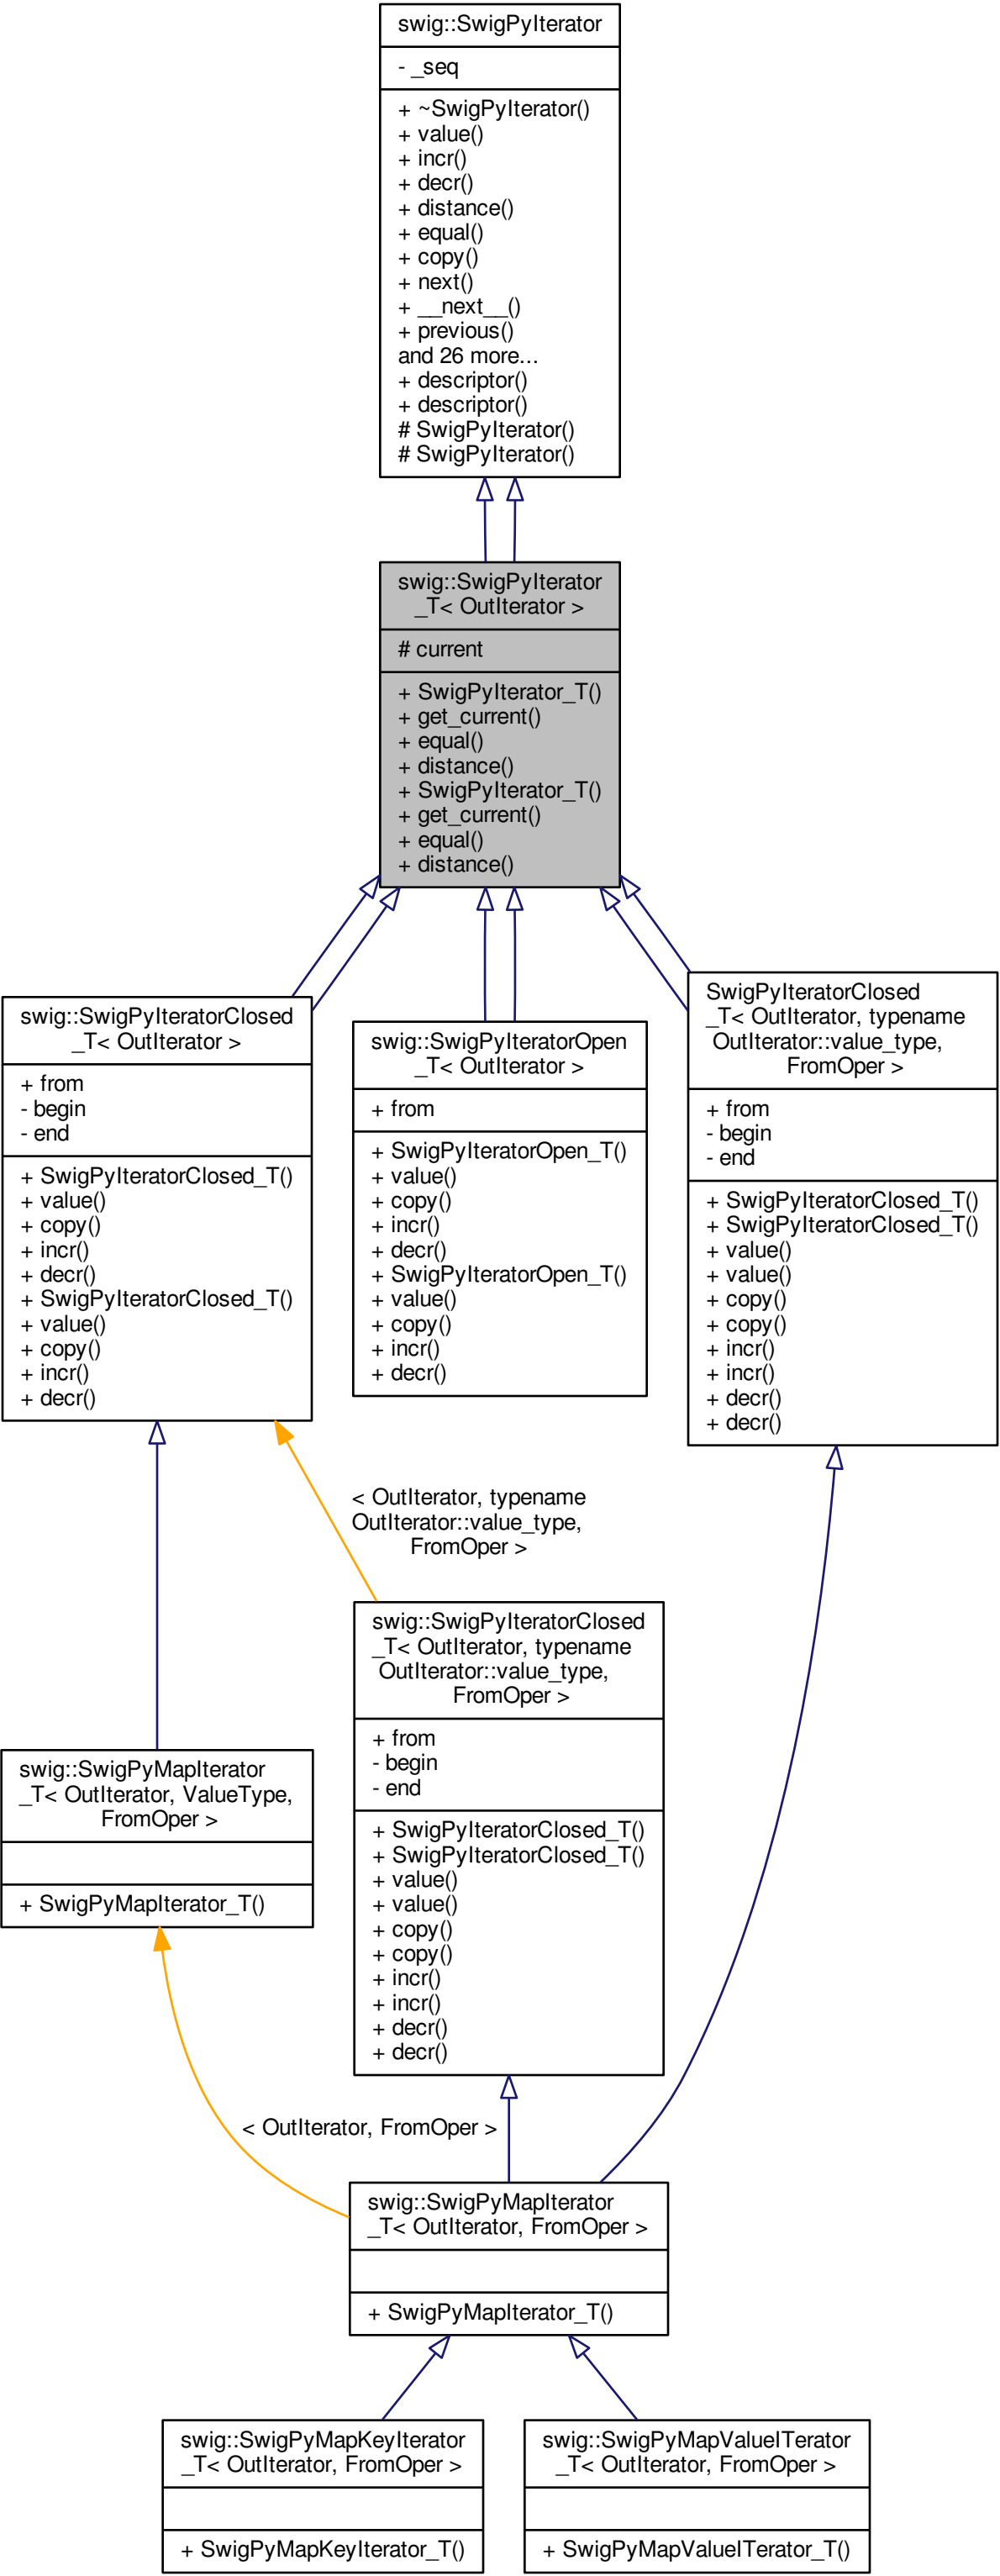 swig::SwigPyIterator
- _seq
+ ~SwigPyIterator()
+ value()
+ incr()
+ decr()
+ distance()
+ equal()
+ copy()
+ next()
+ __next__()
+ previous()
and 26 more...
+ descriptor()
+ descriptor()
# SwigPyIterator()
# SwigPyIterator()
swig::SwigPyIterator
_T< OutIterator >
# current
+ SwigPyIterator_T()
+ get_current()
+ equal()
+ distance()
+ SwigPyIterator_T()
+ get_current()
+ equal()
+ distance()
swig::SwigPyIteratorClosed
_T< OutIterator >
+ from
- begin
- end
+ SwigPyIteratorClosed_T()
+ value()
+ copy()
+ incr()
+ decr()
+ SwigPyIteratorClosed_T()
+ value()
+ copy()
+ incr()
+ decr()
swig::SwigPyIteratorOpen
_T< OutIterator >
+ from
+ SwigPyIteratorOpen_T()
+ value()
+ copy()
+ incr()
+ decr()
+ SwigPyIteratorOpen_T()
+ value()
+ copy()
+ incr()
+ decr()
SwigPyIteratorClosed
_T< OutIterator, typename
OutIterator::value_type,
FromOper >
+ from
- begin
- end
+ SwigPyIteratorClosed_T()
+ SwigPyIteratorClosed_T()
+ value()
+ value()
+ copy()
+ copy()
+ incr()
+ incr()
+ decr()
+ decr()
< OutIterator, typename
OutIterator::value_type,
FromOper >
swig::SwigPyIteratorClosed
_T< OutIterator, typename
OutIterator::value_type,
FromOper >
+ from
- begin
- end
+ SwigPyIteratorClosed_T()
+ SwigPyIteratorClosed_T()
+ value()
+ value()
+ copy()
+ copy()
+ incr()
+ incr()
+ decr()
+ decr()
swig::SwigPyMapIterator
_T< OutIterator, ValueType,
FromOper >
+ SwigPyMapIterator_T()
< OutIterator, FromOper >
swig::SwigPyMapIterator
_T< OutIterator, FromOper >
+ SwigPyMapIterator_T()
swig::SwigPyMapKeyIterator
_T< OutIterator, FromOper >
+ SwigPyMapKeyIterator_T()
swig::SwigPyMapValueITerator
_T< OutIterator, FromOper >
+ SwigPyMapValueITerator_T()